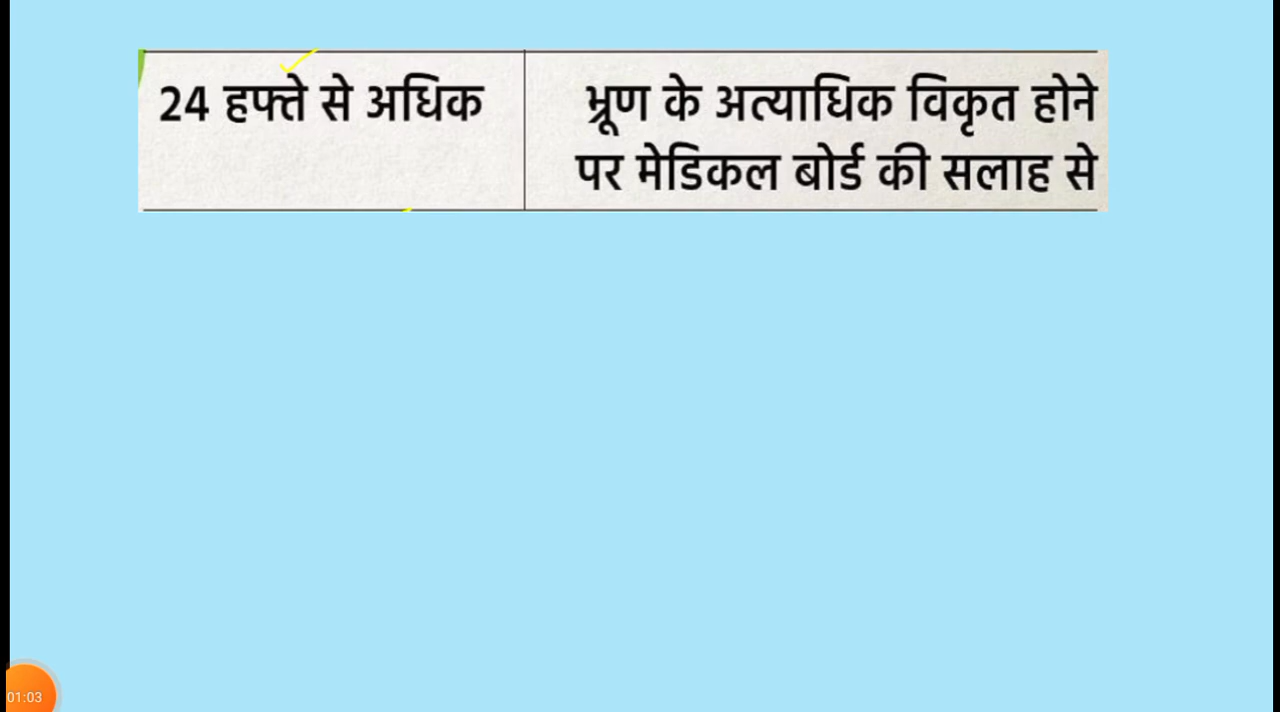 24 हफ्ते से अधिक
भ्रूण के अत्याधिक विकृत होने
पर मेडिकल बोर्ड की सलाह से
01:03